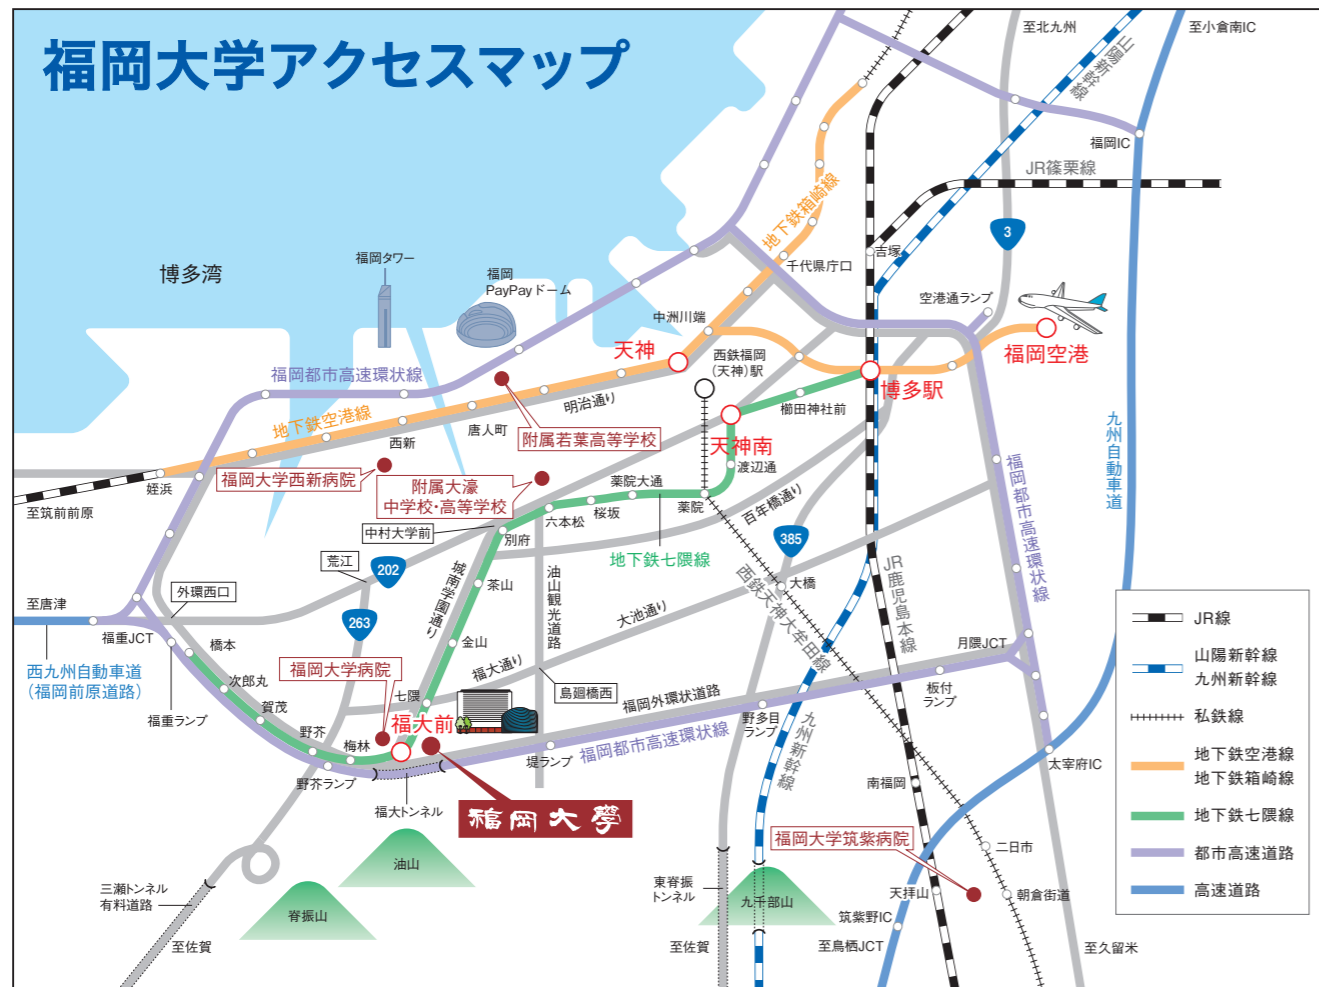 福岡大学アクセスマップ
至北九州
山陽新幹線
至小倉南IC
福岡IC
JR篠栗線
地下鉄箱崎線
3
吉塚
千代県庁口
博多湾
福岡タワー
福岡
PayPayドーム
空港通ランプ
中洲川端
天神
西鉄福岡
(天神)駅
福岡空港
博多駅
福岡都市高速環状線
地下鉄空港線
明治通り
櫛田神社前
西新
唐人町
附属若葉高等学校
天神南
九州自動車道
福岡大学西新病院
附属大濠
中学校・高等学校
渡辺通
薬院大通
福岡都市高速環状線
姪浜
至筑前前原
六本松
桜坂
薬院
百年橋通り
中村大学前
別府
地下鉄七隈線
385
荒江
202
茶山
城南学園通り
油山観光道路
西鉄天神大牟田線
大橋
JR鹿児島本線
外環西口
至唐津
263
大池通り
福重JCT
橋本
金山
月隈JCT
西九州自動車道
(福岡前原道路)
福岡大学病院
福大通り
島廻橋西
次郎丸
七隈
福岡外環状道路
板付
ランプ
福重ランプ
賀茂
福大前
野多目
ランプ
九州新幹線
野芥
梅林
堤ランプ
福岡都市高速環状線
太宰府IC
野芥ランプ
南福岡
福大トンネル
福岡大學
福岡大学筑紫病院
二日市
油山
三瀬トンネル
有料道路
脊振山
東脊振
トンネル
九千部山
天拝山
朝倉街道
筑紫野IC
至佐賀
至佐賀
至鳥栖JCT
至久留米
JR線
山陽新幹線
九州新幹線
私鉄線
地下鉄空港線
地下鉄箱崎線
地下鉄七隈線
都市高速道路
高速道路